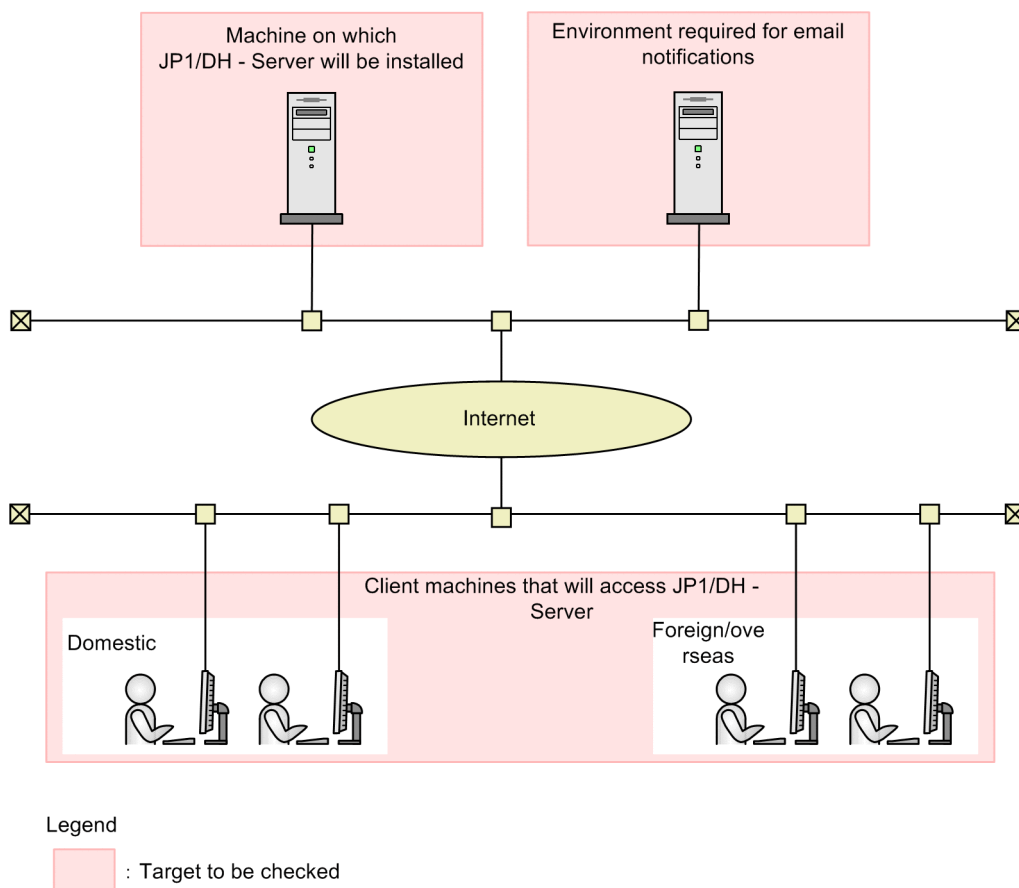 Machine on which
JP1/DH - Server will be installed
Environment required for email
notifications
Internet
Client machines that will access JP1/DH -
Server
Domestic
Foreign/ove
rseas
Legend
: Target to be checked